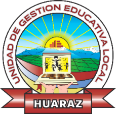 UNIDAD DE GESTION EDUCATIVA LOCAL
HUARAZ